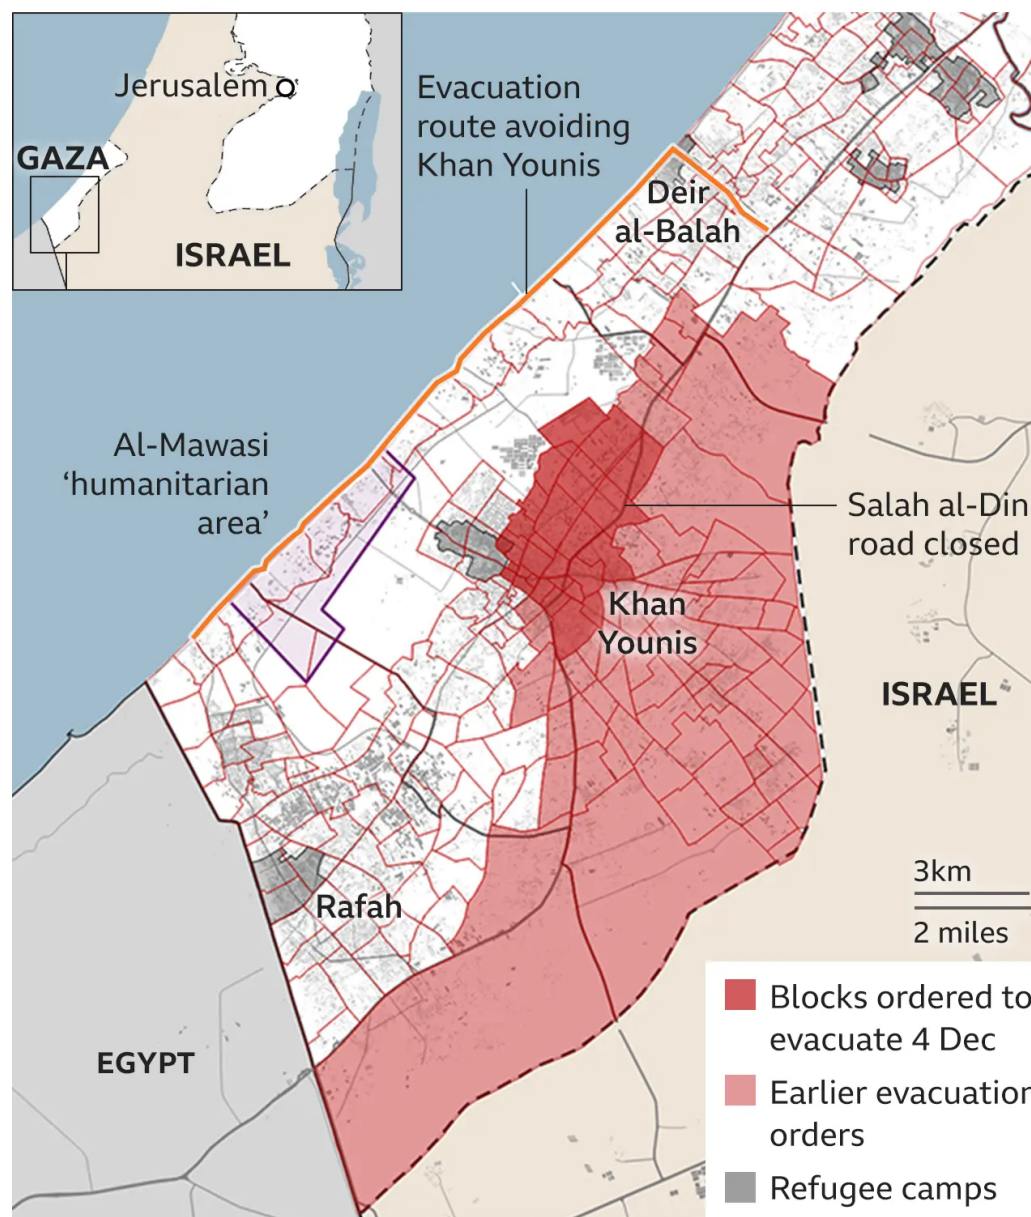 Jerusalem
GAZA
ISRAEL
Evacuation
route avoiding
Khan Younis
Deir
al-Balah
Al-Mawasi
‘humanitarian
area’
Salah al-Din
road closed
Khan
Younis
ISRAEL
Rafah
EGYPT
3km
2 miles
Blocks ordered to
evacuate 4 Dec
Earlier evacuation
orders
Refugee camps